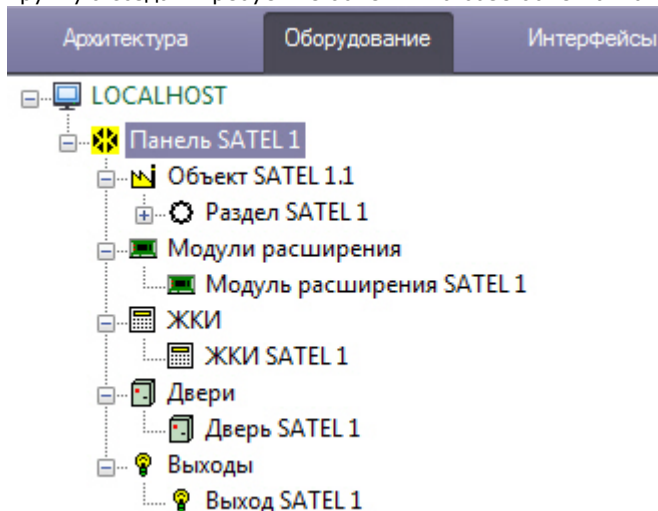 Архитектура Оборудование Интерфейсы
LOCALHOST
Панель SATEL 1
Объект SATEL 1.1
Раздел SATEL 1
Модули расширения
Модуль расширения SATEL 1
ЖКИ
ЖКИ SATEL 1
Двери
Дверь SATEL 1
Выходы
Выход SATEL 1